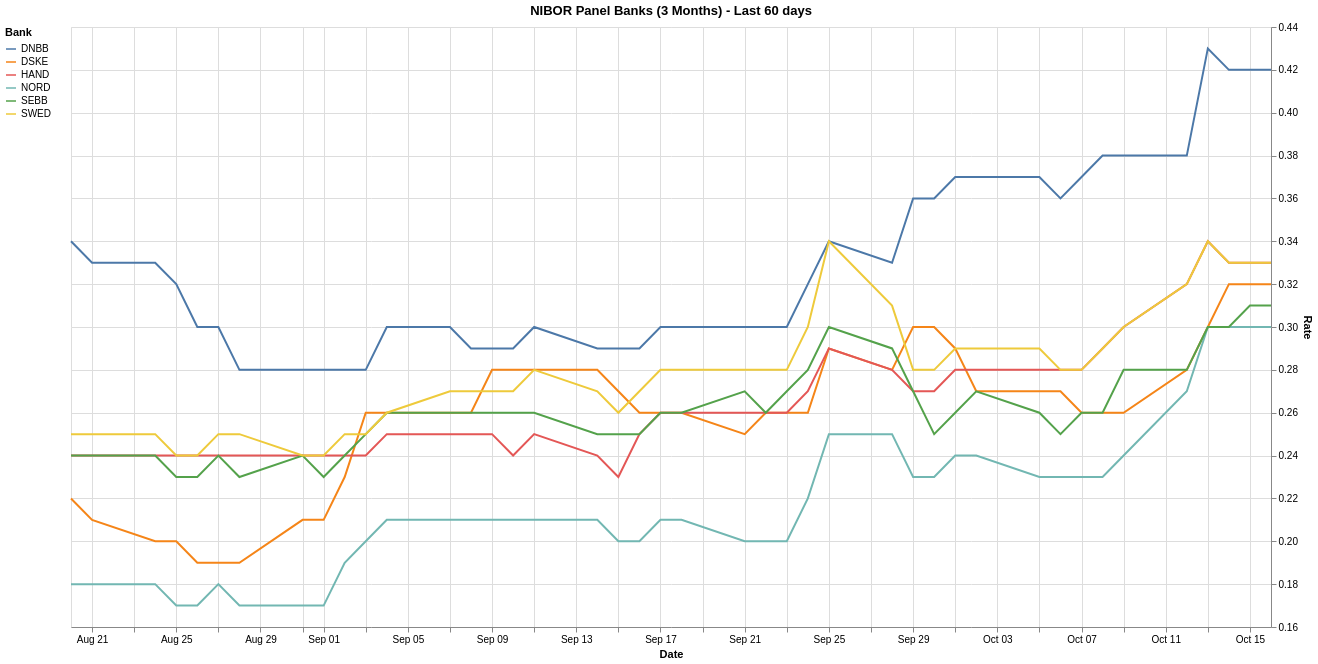 NIBOR Panel Banks (3 Months) - Last 60 days
Bank
DNBB
DSKE
HAND
NORD
SEBB
SWED
0.44
0.42
0.40
0.38
0.36
0.34
0.32
0.30
Rate
0.28
0.26
0.24
0.22
0.20
0.18
0.16
Aug 21 Aug 25 Aug 29 Sep 01 Sep 05 Sep 09 Sep 13 Sep 17 Sep 21 Sep 25 Sep 29 Oct 03 Oct 07 Oct 11 Oct 15
Date